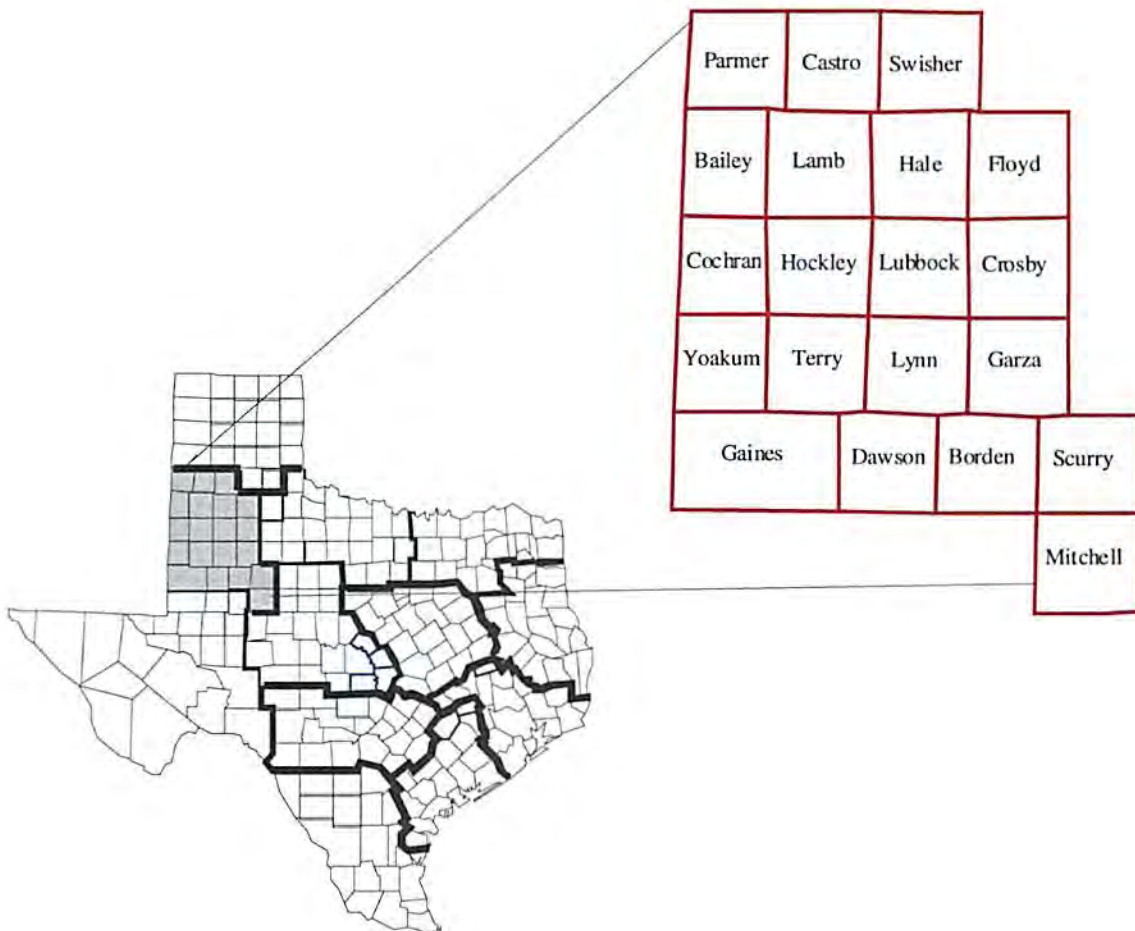 Parmer Castro Swisher
Bailey Lamb Hale Floyd
Cochran Hockley Lubbock Crosby
Yoakum Terry Lynn Garza
Gaines Dawson Borden Scurry
Mitchell